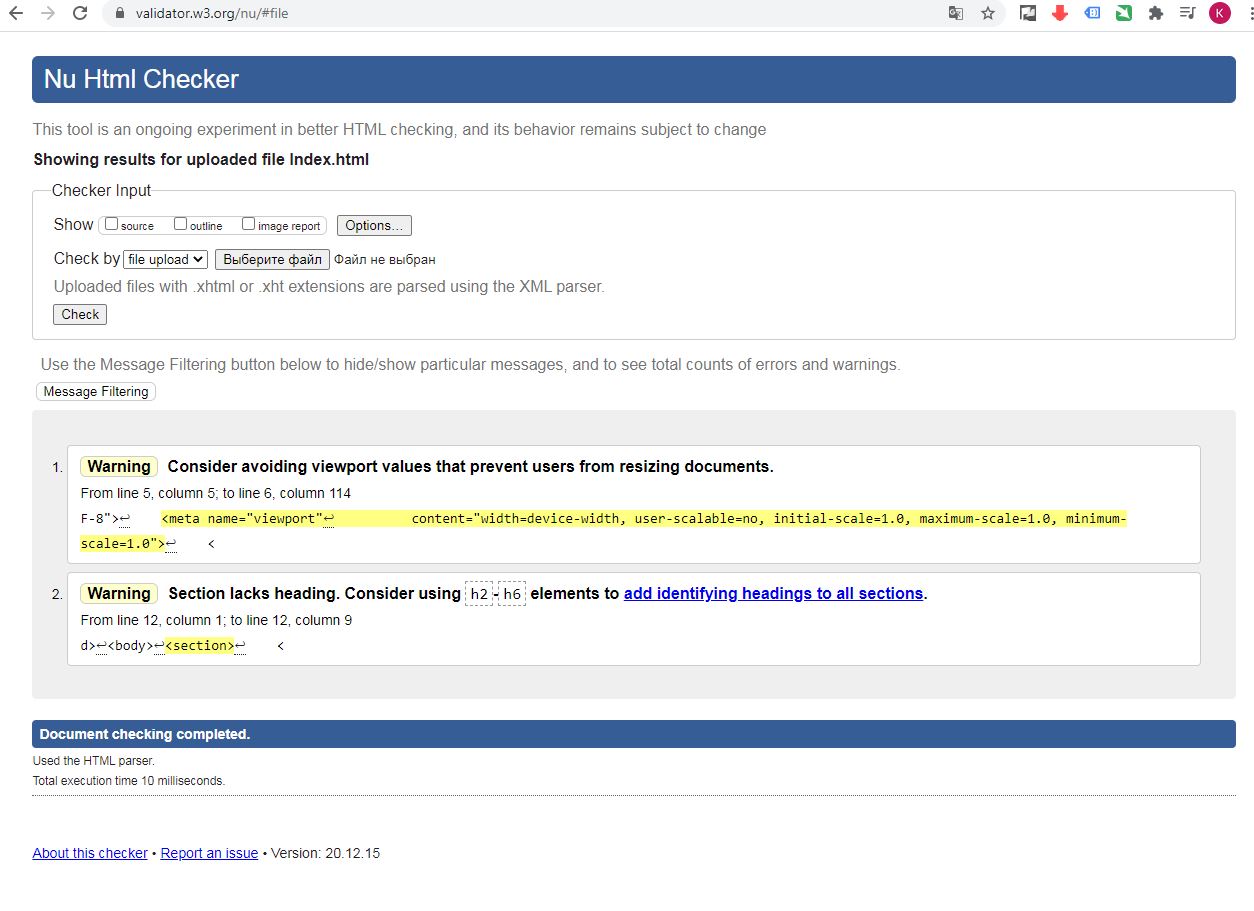 validator.w3.org/nu/#file
K
Nu Html Checker
This tool is an ongoing experiment in better HTML checking, and its behavior remains subject to change
Showing results for uploaded file Index.html
Checker Input
Show source outline image report Options...
Check by file upload Выберите файл Файл не выбран
Uploaded files with .xhtml or .xht extensions are parsed using the XML parser.
Check
Use the Message Filtering button below to hide/show particular messages, and to see total counts of errors and warnings.
Message Filtering
1. Warning Consider avoiding viewport values that prevent users from resizing documents.
From line 5, column 5; to line 6, column 114
F-8">↩ <meta name="viewport"↩ content="width=device-width, user-scalable=no, initial-scale=1.0, maximum-scale=1.0, minimum-
scale=1.0">↩ <
2. Warning Section lacks heading. Consider using h2-h6 elements to add identifying headings to all sections.
From line 12, column 1; to line 12, column 9
d>↩<body>↩<section>↩ <
Document checking completed.
Used the HTML parser.
Total execution time 10 milliseconds.
About this checker • Report an issue • Version: 20.12.15